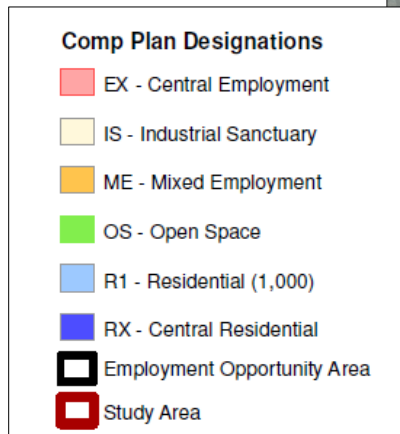 Comp Plan Designations
EX - Central Employment
IS - Industrial Sanctuary
ME - Mixed Employment
OS - Open Space
R1 - Residential (1,000)
RX - Central Residential
Employment Opportunity Area
Study Area